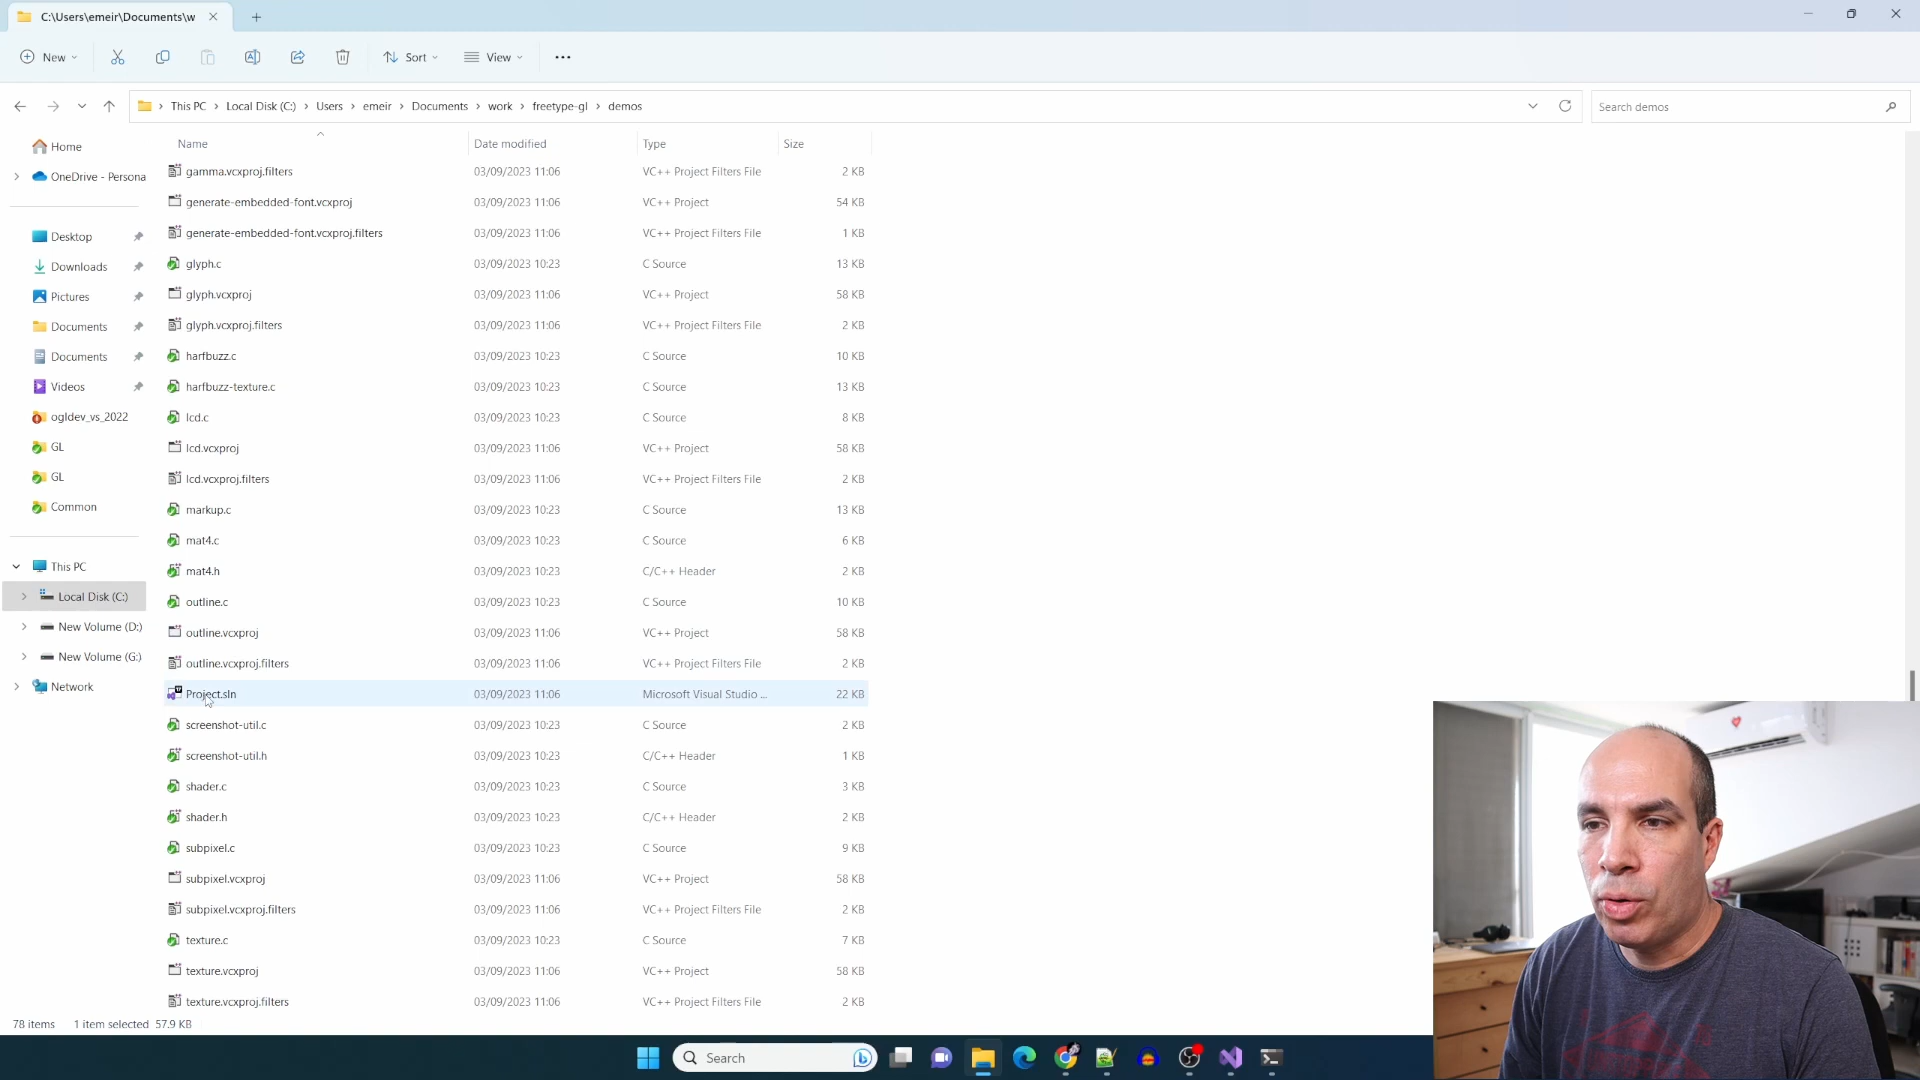 C:\Users\emeir\Documents\w
New
Sort
View
This PC > Local Disk (C:) > Users > emeir > Documents > work > freetype-gl > demos
Search demos
Name Date modified Type Size
Home
OneDrive - Persona
Desktop
Downloads
Pictures
Documents
Documents
Videos
ogldev_vs_2022
GL
GL
Common
This PC
Local Disk (C:)
New Volume (D:)
New Volume (G:)
Network
gamma.vcxproj.filters 03/09/2023 11:06 VC++ Project Filters File 2 KB
generate-embedded-font.vcxproj 03/09/2023 11:06 VC++ Project 54 KB
generate-embedded-font.vcxproj.filters 03/09/2023 11:06 VC++ Project Filters File 1 KB
glyph.c 03/09/2023 10:23 C Source 13 KB
glyph.vcxproj 03/09/2023 11:06 VC++ Project 58 KB
glyph.vcxproj.filters 03/09/2023 11:06 VC++ Project Filters File 2 KB
harfbuzz.c 03/09/2023 10:23 C Source 10 KB
harfbuzz-texture.c 03/09/2023 10:23 C Source 13 KB
lcd.c 03/09/2023 10:23 C Source 8 KB
lcd.vcxproj 03/09/2023 11:06 VC++ Project 58 KB
lcd.vcxproj.filters 03/09/2023 11:06 VC++ Project Filters File 2 KB
markup.c 03/09/2023 10:23 C Source 13 KB
mat4.c 03/09/2023 10:23 C Source 6 KB
mat4.h 03/09/2023 10:23 C/C++ Header 2 KB
outline.c 03/09/2023 10:23 C Source 10 KB
outline.vcxproj 03/09/2023 11:06 VC++ Project 58 KB
outline.vcxproj.filters 03/09/2023 11:06 VC++ Project Filters File 2 KB
Project.sln 03/09/2023 11:06 Microsoft Visual Studio ... 22 KB
screenshot-util.c 03/09/2023 10:23 C Source 2 KB
screenshot-util.h 03/09/2023 10:23 C/C++ Header 1 KB
shader.c 03/09/2023 10:23 C Source 3 KB
shader.h 03/09/2023 10:23 C/C++ Header 2 KB
subpixel.c 03/09/2023 10:23 C Source 9 KB
subpixel.vcxproj 03/09/2023 11:06 VC++ Project 58 KB
subpixel.vcxproj.filters 03/09/2023 11:06 VC++ Project Filters File 2 KB
texture.c 03/09/2023 10:23 C Source 7 KB
texture.vcxproj 03/09/2023 11:06 VC++ Project 58 KB
texture.vcxproj.filters 03/09/2023 11:06 VC++ Project Filters File 2 KB
78 items 1 item selected 57.9 KB
Search